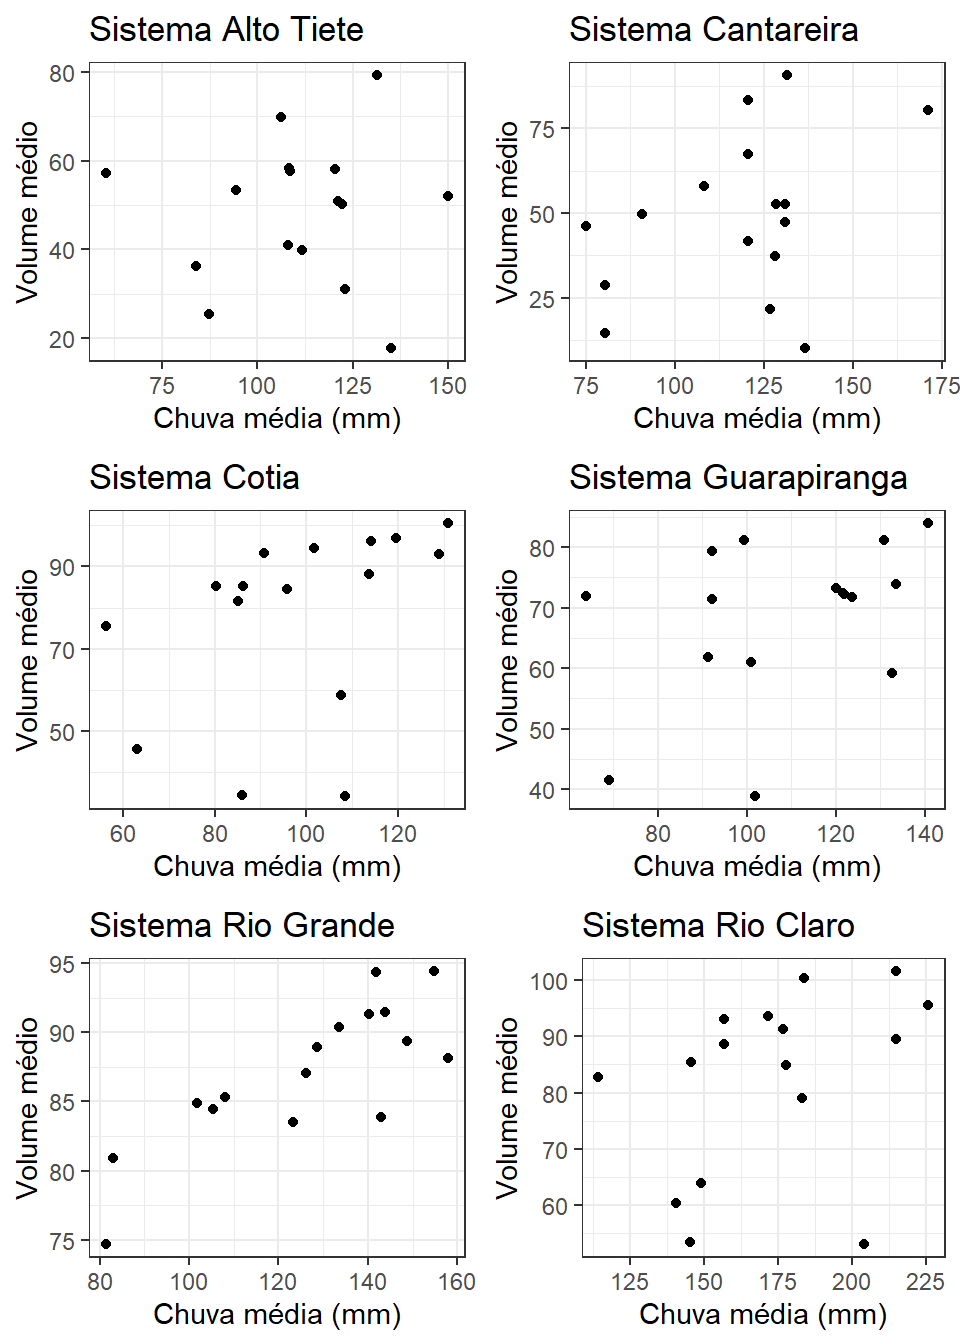 Sistema Alto Tiete
Volume médio
80
60
40
20
75 100 125 150
Chuva média (mm)
Sistema Cantareira
Volume médio
75
50
25
75 100 125 150 175
Chuva média (mm)
Sistema Cotia
Volume médio
90
70
50
60 80 100 120
Chuva média (mm)
Sistema Guarapiranga
Volume médio
80
70
60
50
40
80 100 120 140
Chuva média (mm)
Sistema Rio Grande
Volume médio
95
90
85
80
75
80 100 120 140 160
Chuva média (mm)
Sistema Rio Claro
Volume médio
100
90
80
70
60
125 150 175 200 225
Chuva média (mm)